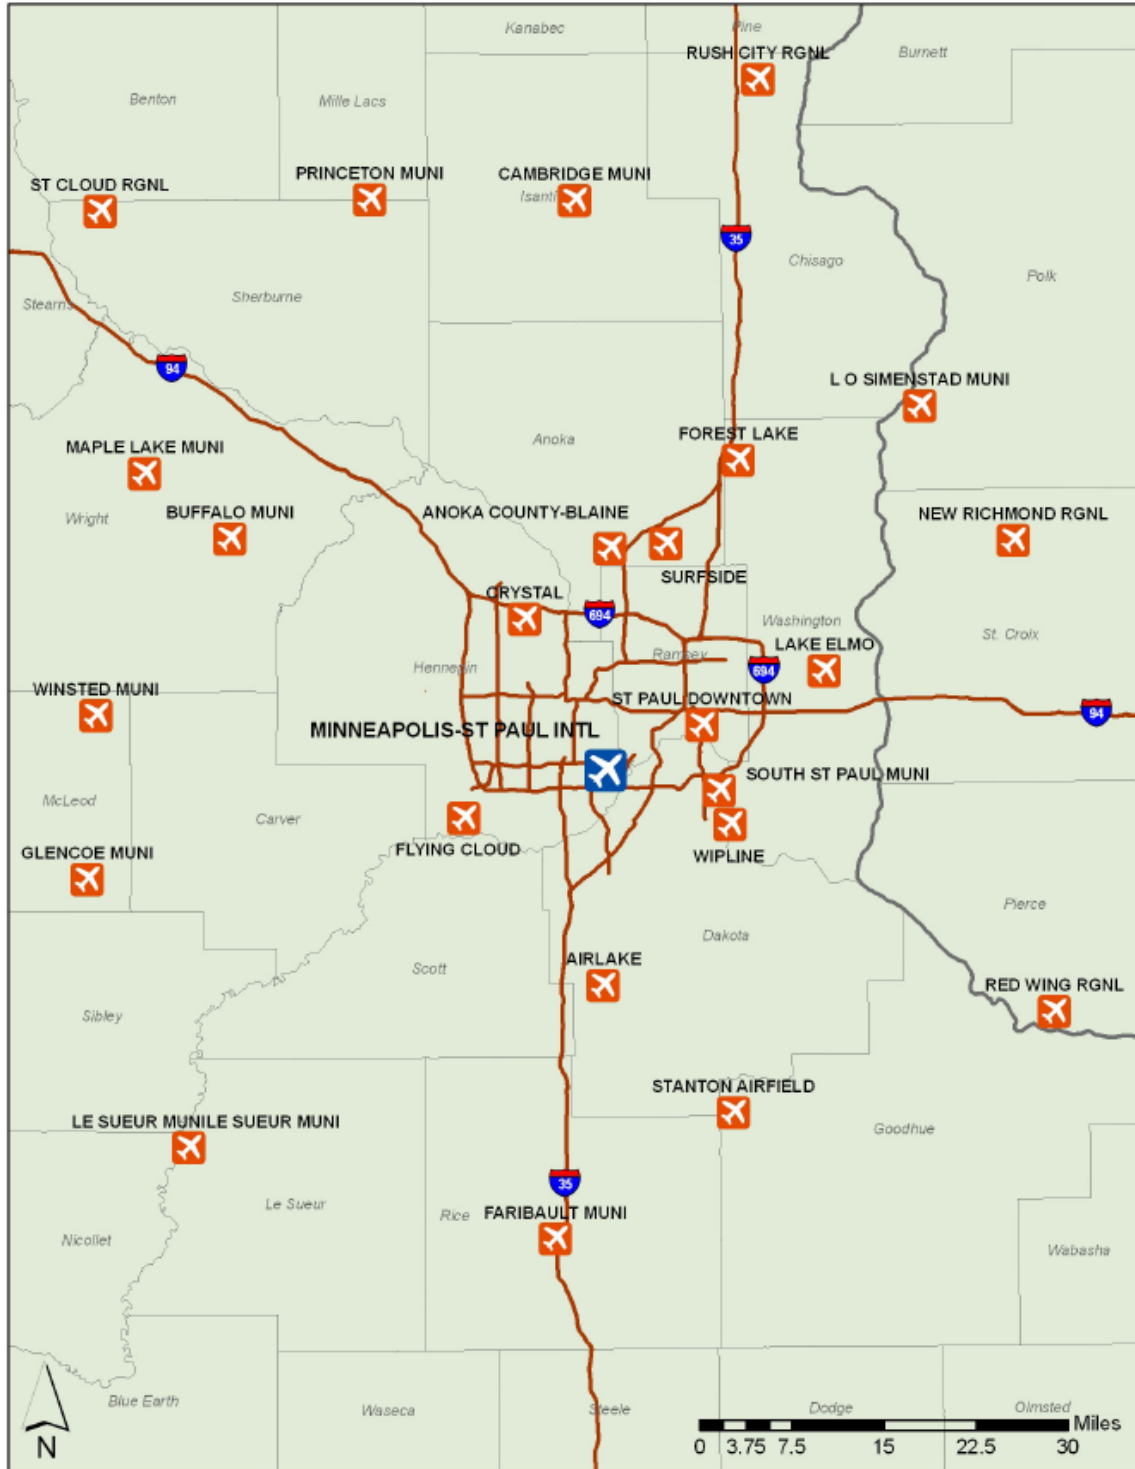 Kanabec
Pine
Burnett
RUSH CITY RGNL
Benton
Mille Lacs
PRINCETON MUNI
CAMBRIDGE MUNI
ST CLOUD RGNL
Isanti
35
Chisago
Polk
Sherburne
Stearns
94
L O SIMENSTAD MUNI
Anoka
FOREST LAKE
MAPLE LAKE MUNI
Wright
BUFFALO MUNI
ANOKA COUNTY-BLAINE
NEW RICHMOND RGNL
SURFSIDE
CRYSTAL
694
Washington
St. Croix
Hennepin
Ramsey
LAKE ELMO
694
WINSTED MUNI
ST PAUL DOWNTOWN
94
MINNEAPOLIS-ST PAUL INTL
SOUTH ST PAUL MUNI
McLeod
Carver
FLYING CLOUD
WIPLINE
GLENCOE MUNI
Pierce
Dakota
Scott
AIRLAKE
RED WING RGNL
Sibley
STANTON AIRFIELD
LE SUEUR MUNILE SUEUR MUNI
Goodhue
35
Le Sueur
Rice
FARIBAULT MUNI
Nicollet
Wabasha
Blue Earth
Waseca
Steele
Dodge
Olmsted
Miles
N
0 3.75 7.5 15 22.5 30